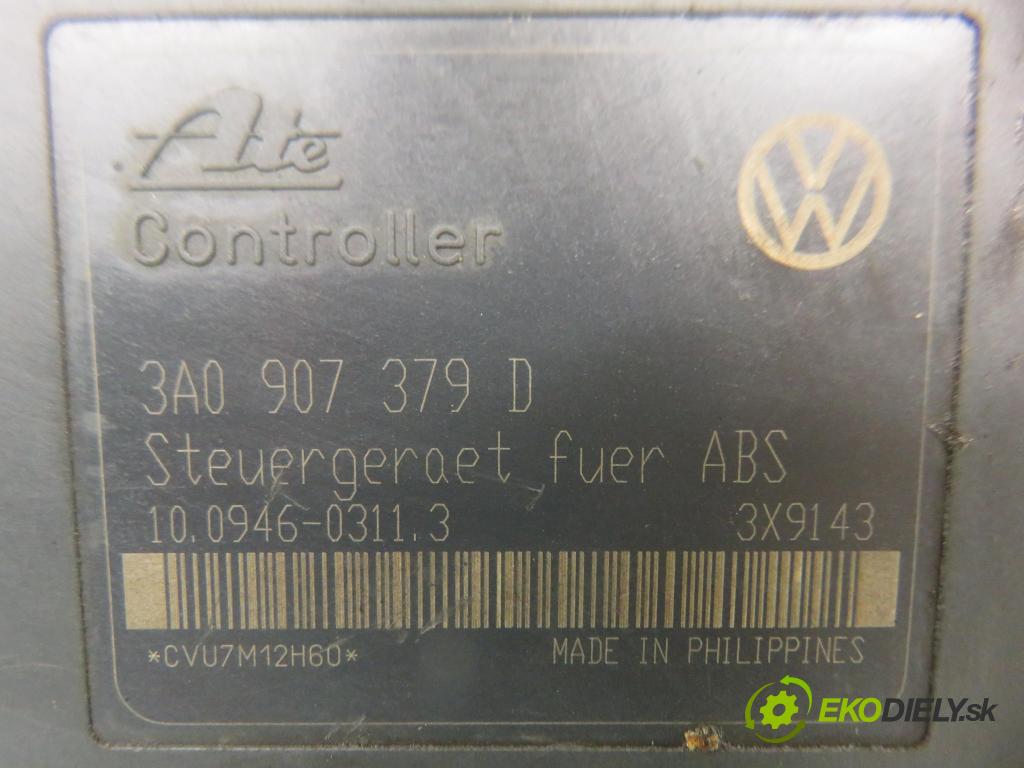 Ate
Controller
3A0 907 379 D
Steuergeraet fuer ABS
10.0946-0311.3 3X9143
*CVU7M12H60*
MADE IN PHILIPPINES
EKODIELY.sk